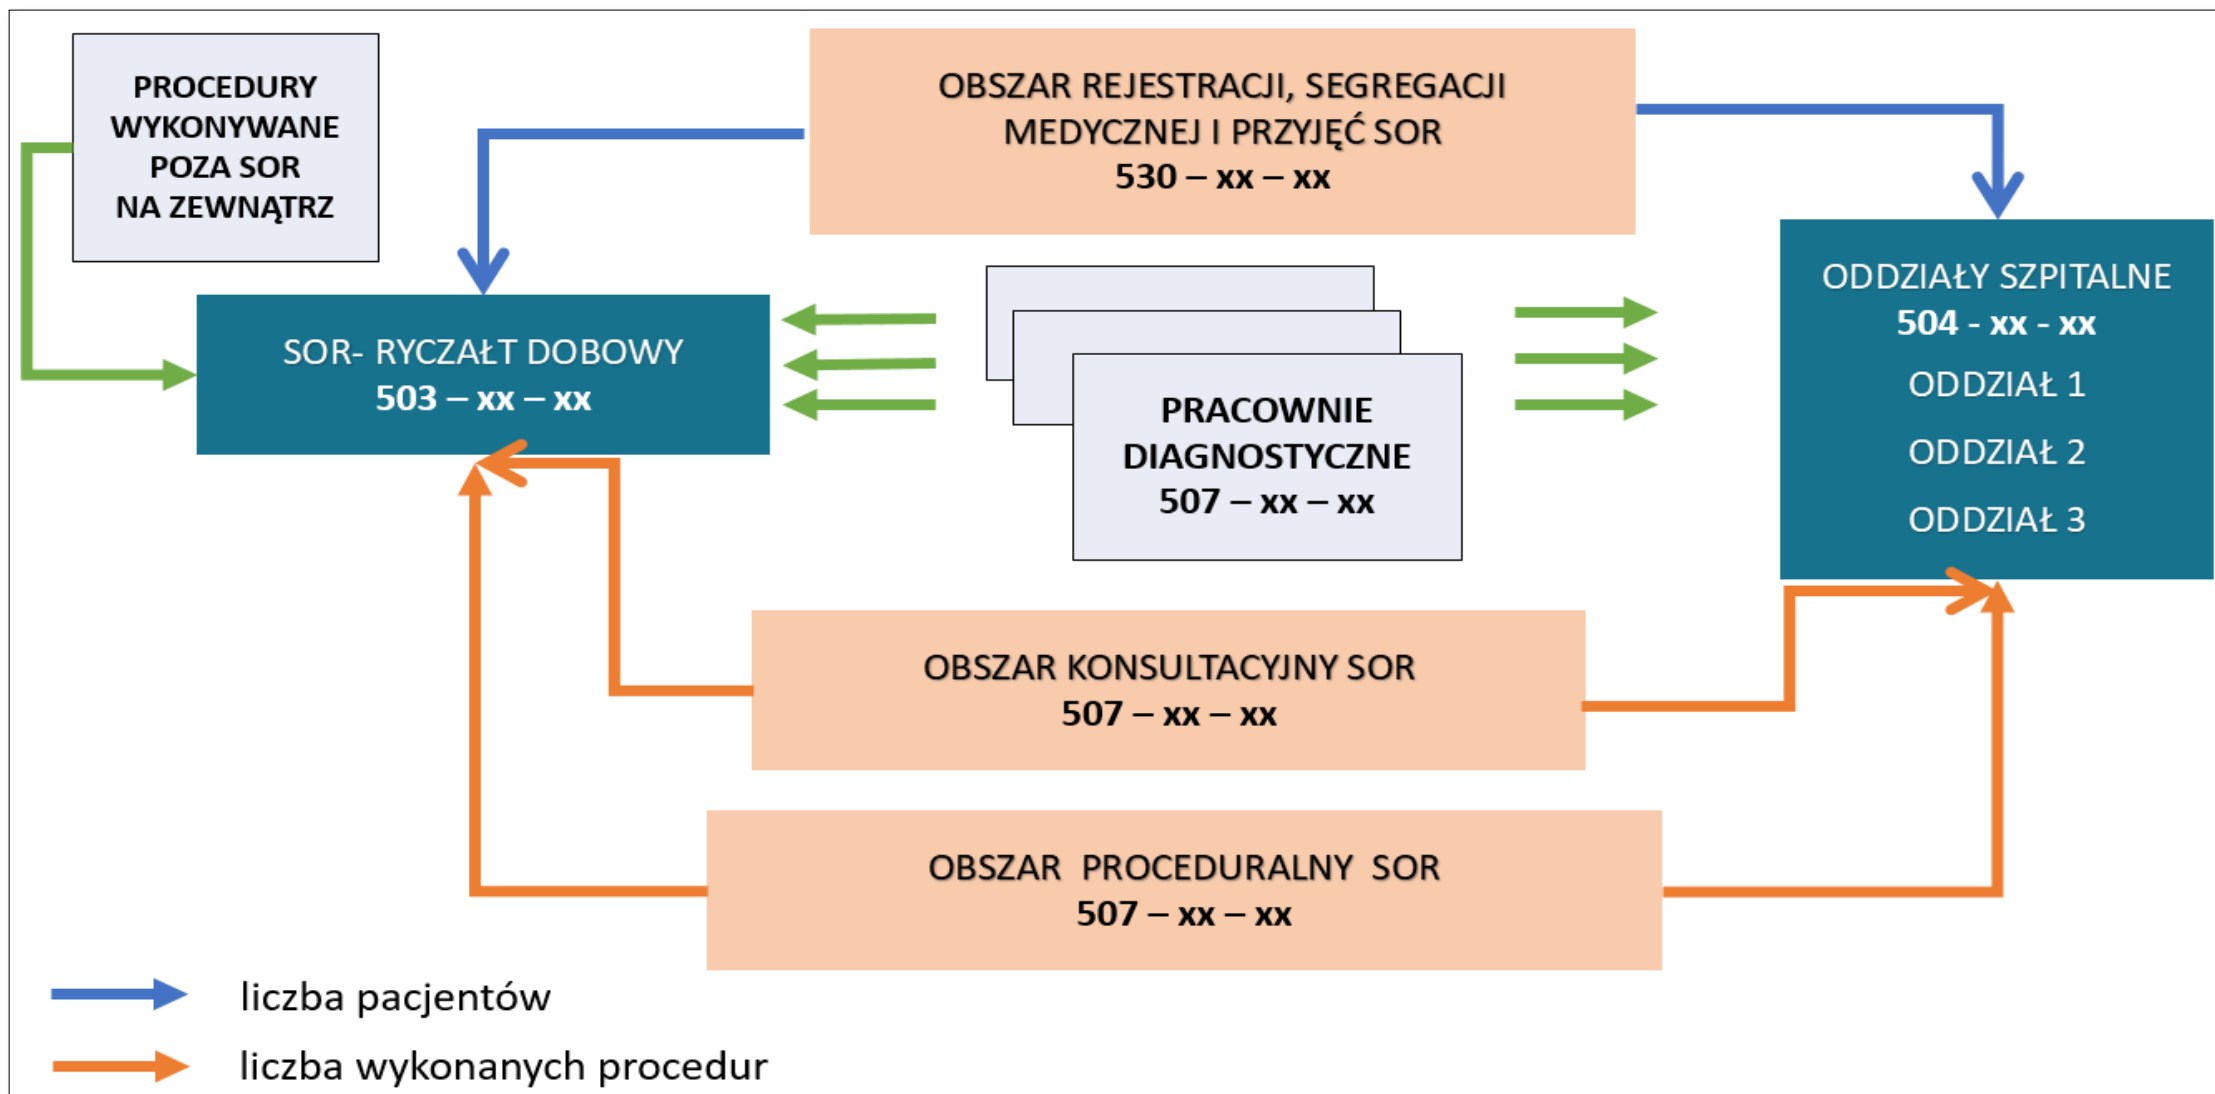 PROCEDURY
WYKONYWANE
POZA SOR
NA ZEWNĄTRZ
OBSZAR REJESTRACJI, SEGREGACJI
MEDYCZNEJ I PRZYJĘĆ SOR
530 – xx – xx
SOR- RYCZAŁT DOBOWY
503 – xx – xx
PRACOWNIE
DIAGNOSTYCZNE
507 – xx – xx
ODDZIAŁY SZPITALNE
504 - xx - xx
ODDZIAŁ 1
ODDZIAŁ 2
ODDZIAŁ 3
OBSZAR KONSULTACYJNY SOR
507 – xx – xx
OBSZAR PROCEDURALNY SOR
507 – xx – xx
liczba pacjentów
liczba wykonanych procedur